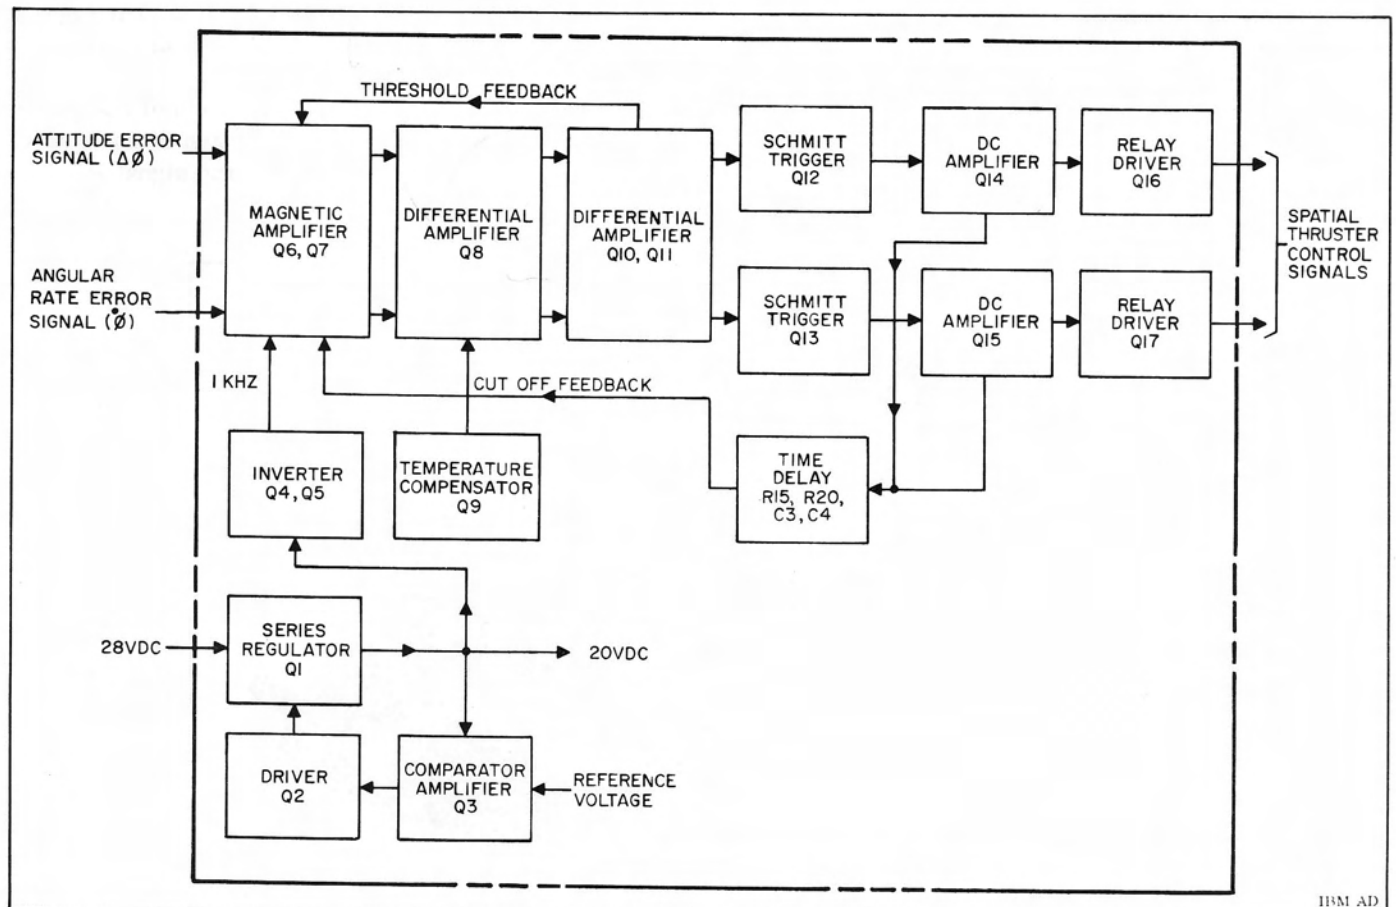 THRESHOLD FEEDBACK
ATTITUDE ERROR
SIGNAL (ΔØ)
MAGNETIC
AMPLIFIER
Q6, Q7
DIFFERENTIAL
AMPLIFIER
Q8
DIFFERENTIAL
AMPLIFIER
Q10, Q11
SCHMITT
TRIGGER
Q12
DC
AMPLIFIER
Q14
RELAY
DRIVER
Q16
SPATIAL
THRUSTER
CONTROL
SIGNALS
ANGULAR
RATE ERROR
SIGNAL (Ø̇)
SCHMITT
TRIGGER
Q13
DC
AMPLIFIER
Q15
RELAY
DRIVER
Q17
1 KHZ
CUT OFF FEEDBACK
INVERTER
Q4, Q5
TEMPERATURE
COMPENSATOR
Q9
TIME
DELAY
R15, R20,
C3, C4
28VDC
SERIES
REGULATOR
Q1
20VDC
DRIVER
Q2
COMPARATOR
AMPLIFIER
Q3
REFERENCE
VOLTAGE
IBM AD